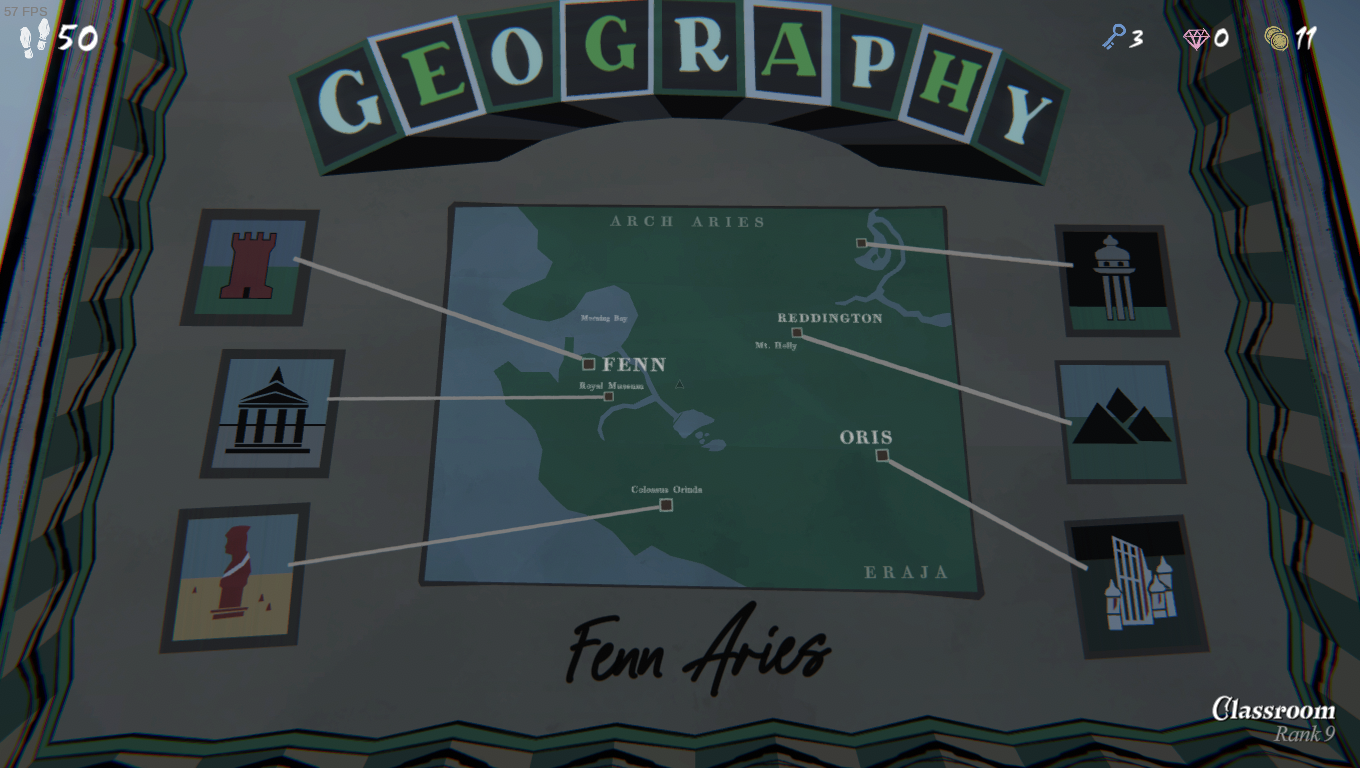 57 FPS
50
3
0
11
GEOGRAPHY
ARCH ARIES
Morning Bay
REDDINGTON
Mt. Holly
FENN
Royal Museum
ORIS
Colossus Orinda
ERAJA
Fenn Aries
Classroom
Rank 9